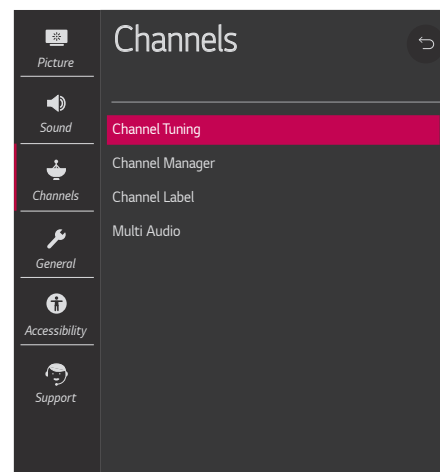 Channels
Picture
Sound
Channels
General
Accessibility
Support
Channel Tuning
Channel Manager
Channel Label
Multi Audio